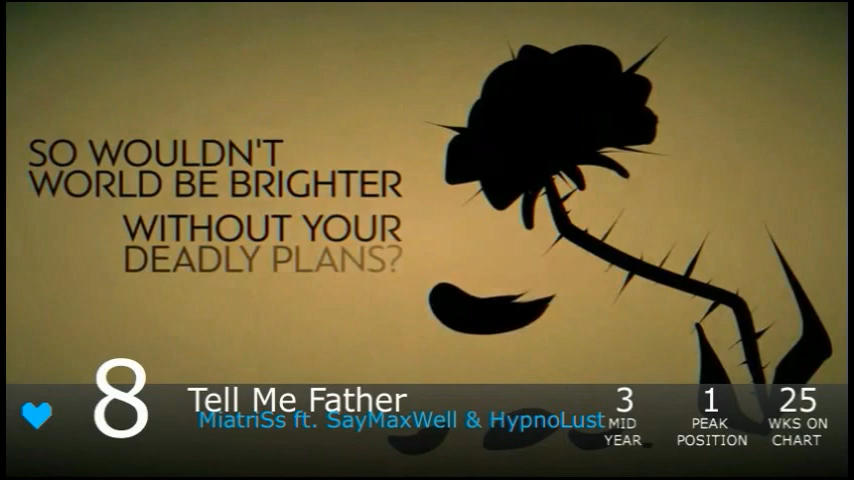 SO WOULDN'T
WORLD BE BRIGHTER
WITHOUT YOUR
DEADLY PLANS?
8
Tell Me Father
MiatriSs ft. SayMaxWell & HypnoLust
3
MID
YEAR
1
PEAK
POSITION
25
WKS ON
CHART